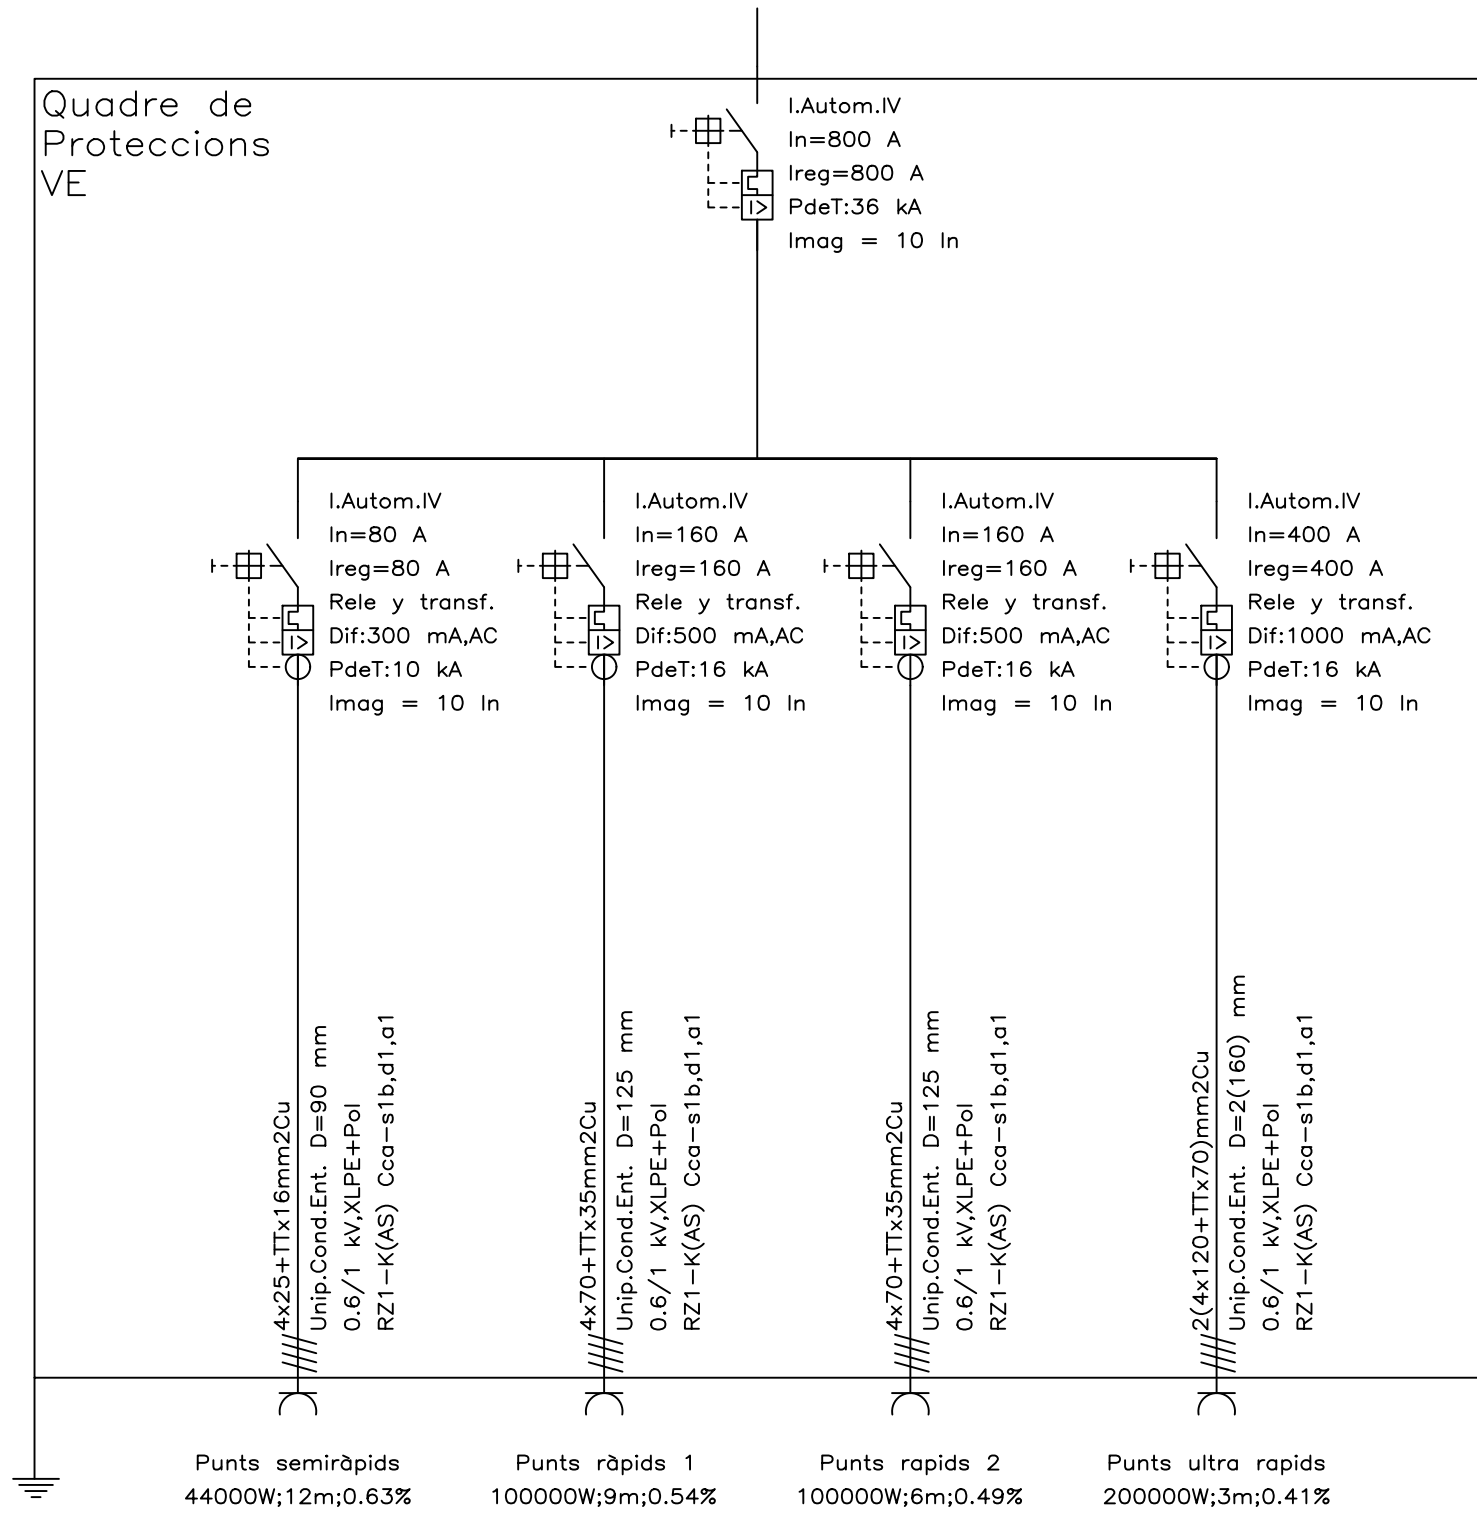 Quadre de
Proteccions
VE
I.Autom.IV
In=800 A
Ireg=800 A
PdeT:36 kA
Imag = 10 In
I.Autom.IV
In=80 A
Ireg=80 A
Rele y transf.
Dif:300 mA,AC
PdeT:10 kA
Imag = 10 In
I.Autom.IV
In=160 A
Ireg=160 A
Rele y transf.
Dif:500 mA,AC
PdeT:16 kA
Imag = 10 In
I.Autom.IV
In=160 A
Ireg=160 A
Rele y transf.
Dif:500 mA,AC
PdeT:16 kA
Imag = 10 In
I.Autom.IV
In=400 A
Ireg=400 A
Rele y transf.
Dif:1000 mA,AC
PdeT:16 kA
Imag = 10 In
4x25+TTx16mm2Cu
Unip.Cond.Ent. D=90 mm
0.6/1 kV,XLPE+Pol
RZ1-K(AS) Cca-s1b,d1,a1
4x70+TTx35mm2Cu
Unip.Cond.Ent. D=125 mm
0.6/1 kV,XLPE+Pol
RZ1-K(AS) Cca-s1b,d1,a1
4x70+TTx35mm2Cu
Unip.Cond.Ent. D=125 mm
0.6/1 kV,XLPE+Pol
RZ1-K(AS) Cca-s1b,d1,a1
2(4x120+TTx70)mm2Cu
Unip.Cond.Ent. D=2(160) mm
0.6/1 kV,XLPE+Pol
RZ1-K(AS) Cca-s1b,d1,a1
Punts semiràpids
44000W;12m;0.63%
Punts ràpids 1
100000W;9m;0.54%
Punts rapids 2
100000W;6m;0.49%
Punts ultra rapids
200000W;3m;0.41%